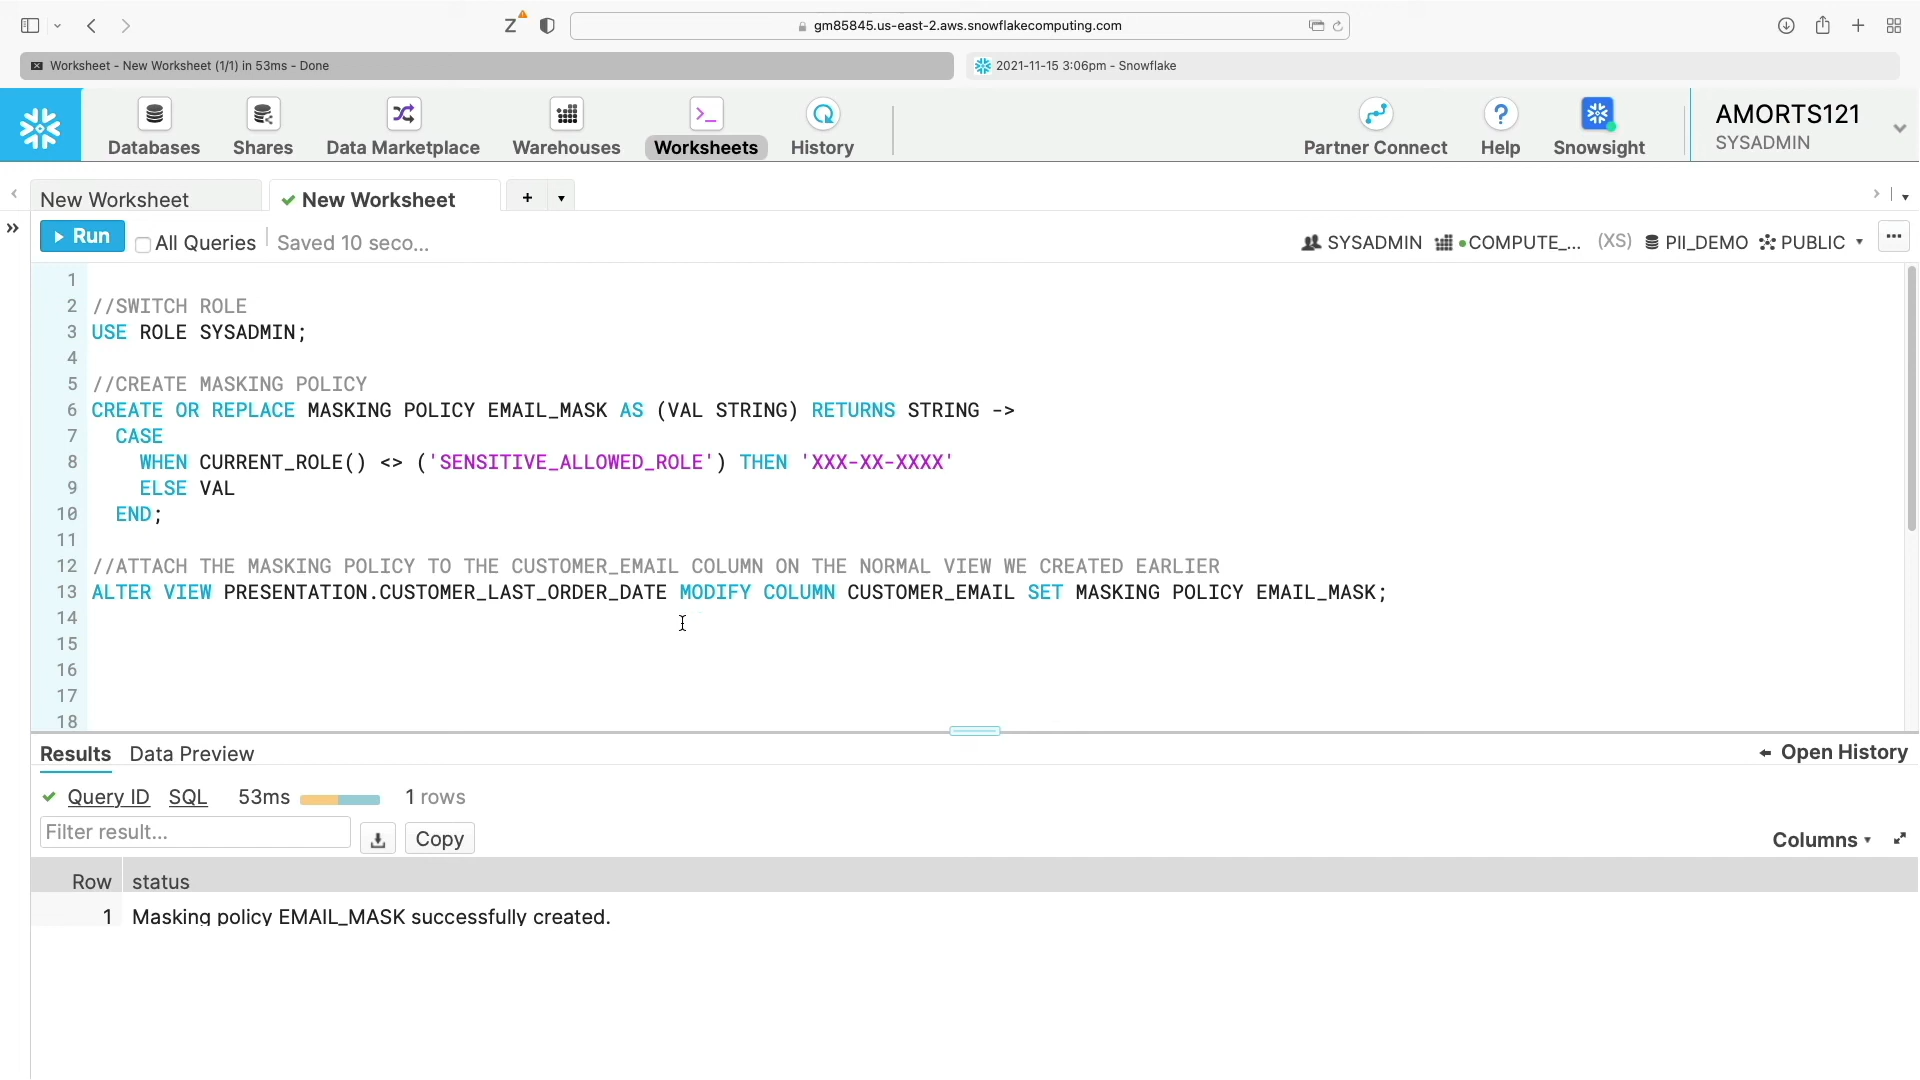 Z
gm85845.us-east-2.aws.snowflakecomputing.com
Worksheet - New Worksheet (1/1) in 53ms - Done
2021-11-15 3:06pm - Snowflake
Databases
Shares
Data Marketplace
Warehouses
Worksheets
History
Partner Connect
Help
Snowsight
AMORTS121
SYSADMIN
New Worksheet
New Worksheet
Run
All Queries
Saved 10 seco...
SYSADMIN
COMPUTE_...
(XS)
PII_DEMO
PUBLIC
1
2 //SWITCH ROLE
3 USE ROLE SYSADMIN;
4
5 //CREATE MASKING POLICY
6 CREATE OR REPLACE MASKING POLICY EMAIL_MASK AS (VAL STRING) RETURNS STRING ->
7 CASE
8 WHEN CURRENT_ROLE() <> ('SENSITIVE_ALLOWED_ROLE') THEN 'XXX-XX-XXXX'
9 ELSE VAL
10 END;
11
12 //ATTACH THE MASKING POLICY TO THE CUSTOMER_EMAIL COLUMN ON THE NORMAL VIEW WE CREATED EARLIER
13 ALTER VIEW PRESENTATION.CUSTOMER_LAST_ORDER_DATE MODIFY COLUMN CUSTOMER_EMAIL SET MASKING POLICY EMAIL_MASK;
14
15
16
17
18
Results
Data Preview
Open History
Query ID
SQL
53ms
1 rows
Filter result...
Copy
Columns
Row status
1 Masking policy EMAIL_MASK successfully created.